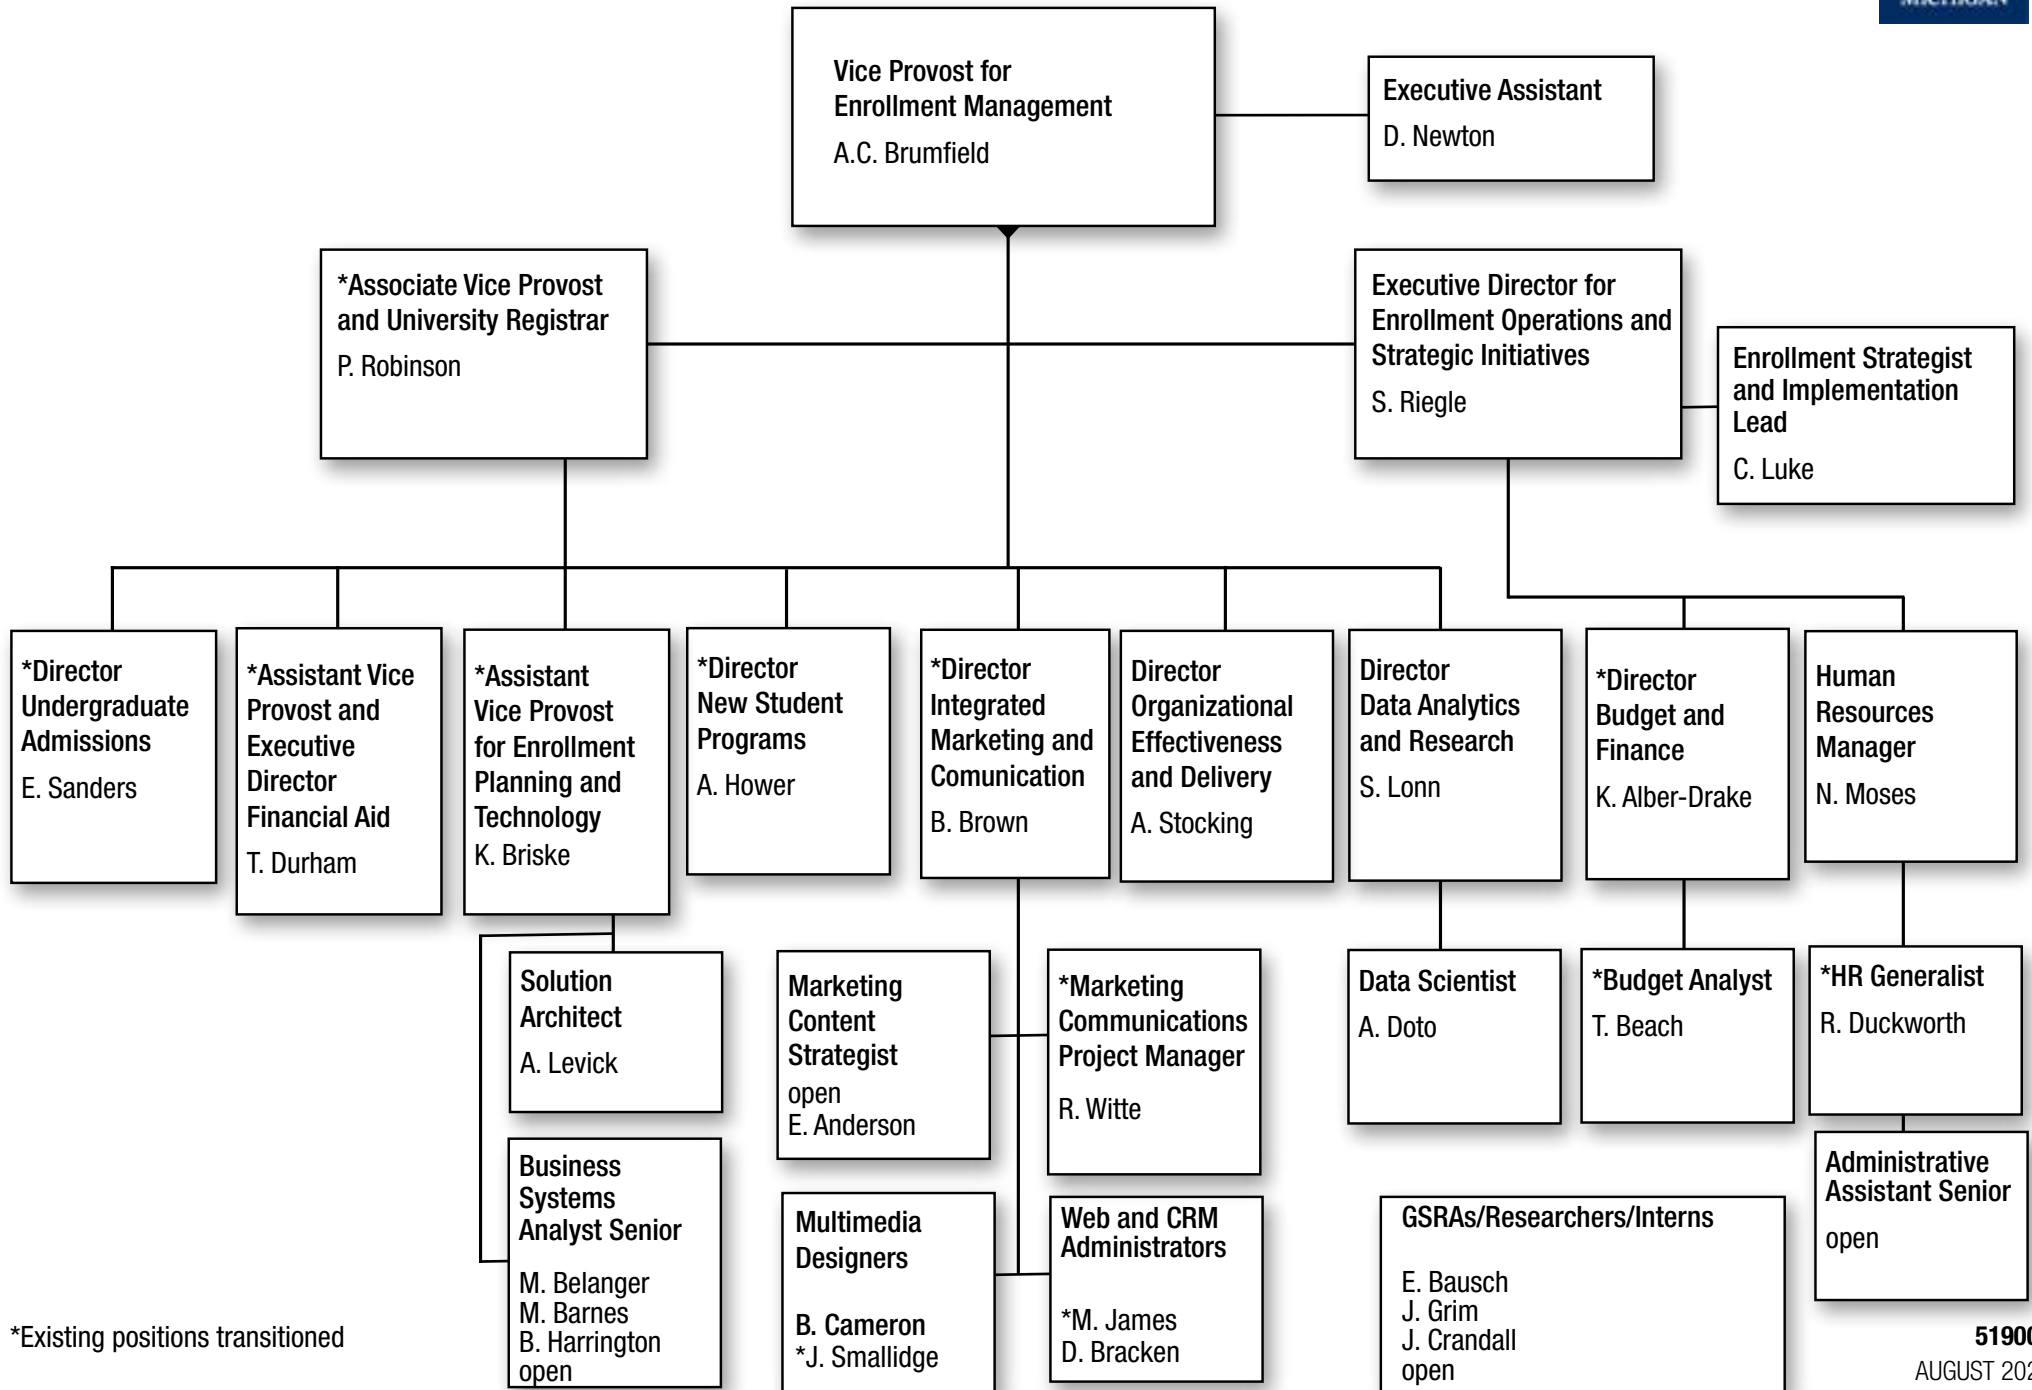 MICHIGAN
Vice Provost for
Enrollment Management
A.C. Brumfield
Executive Assistant
D. Newton
*Associate Vice Provost
and University Registrar
P. Robinson
Executive Director for
Enrollment Operations and
Strategic Initiatives
S. Riegle
Enrollment Strategist
and Implementation
Lead
C. Luke
*Director
Undergraduate
Admissions
E. Sanders
*Assistant Vice
Provost and
Executive
Director
Financial Aid
T. Durham
*Assistant
Vice Provost
for Enrollment
Planning and
Technology
K. Briske
*Director
New Student
Programs
A. Hower
*Director
Integrated
Marketing and
Comunication
B. Brown
Director
Organizational
Effectiveness
and Delivery
A. Stocking
Director
Data Analytics
and Research
S. Lonn
*Director
Budget and
Finance
K. Alber-Drake
Human
Resources
Manager
N. Moses
Solution
Architect
A. Levick
Marketing
Content
Strategist
open
E. Anderson
*Marketing
Communications
Project Manager
R. Witte
Data Scientist
A. Doto
*Budget Analyst
T. Beach
*HR Generalist
R. Duckworth
Business
Systems
Analyst Senior
M. Belanger
M. Barnes
B. Harrington
open
Multimedia
Designers
B. Cameron
*J. Smallidge
Web and CRM
Administrators
*M. James
D. Bracken
GSRAs/Researchers/Interns
E. Bausch
J. Grim
J. Crandall
open
Administrative
Assistant Senior
open
*Existing positions transitioned
51900
AUGUST 202